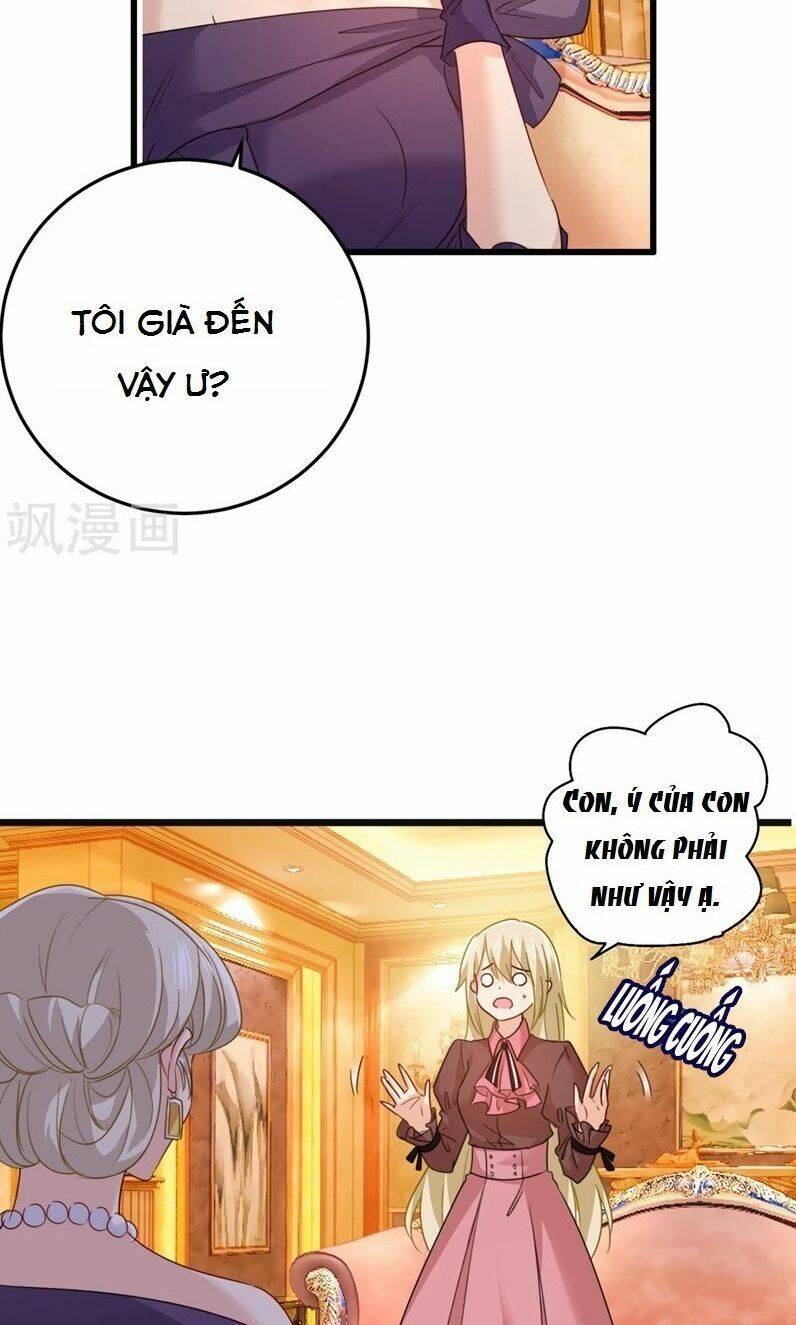 TÔI GIÀ ĐẾN
VẬY Ư?
飒漫画
CON, Ý CỦA CON
KHÔNG PHẢI
NHƯ VẬY Ạ.
LUỐNG CUỐNG